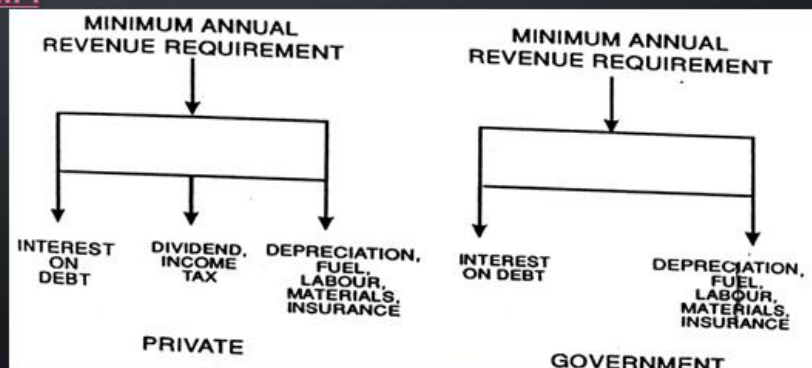 MINIMUM ANNUAL
REVENUE REQUIREMENT
INTEREST
ON
DEBT
DIVIDEND,
INCOME
TAX
DEPRECIATION,
FUEL,
LABOUR,
MATERIALS,
INSURANCE
PRIVATE
MINIMUM ANNUAL
REVENUE REQUIREMENT
INTEREST
ON DEBT
DEPRECIATION,
FUEL,
LABOUR,
MATERIALS,
INSURANCE
GOVERNMENT